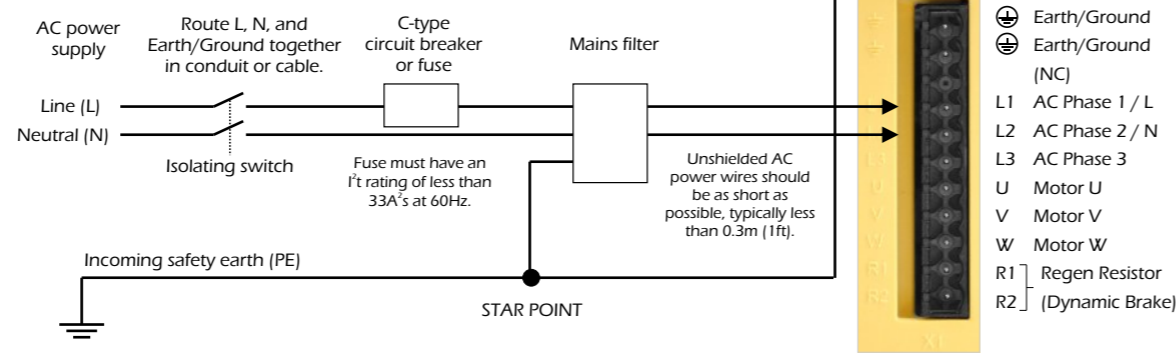 AC power
supply
Route L, N, and
Earth/Ground together
in conduit or cable.
C-type
circuit breaker
or fuse
Mains filter
Line (L)
Neutral (N)
Isolating switch
Fuse must have an
I²t rating of less than
33A²s at 60Hz.
Unshielded AC
power wires should
be as short as
possible, typically less
than 0.3m (1ft).
Incoming safety earth (PE)
STAR POINT
L3
U
V
W
R1
R2
X1
Earth/Ground
Earth/Ground
(NC)
L1 AC Phase 1 / L
L2 AC Phase 2 / N
L3 AC Phase 3
U Motor U
V Motor V
W Motor W
R1 Regen Resistor
R2 (Dynamic Brake)